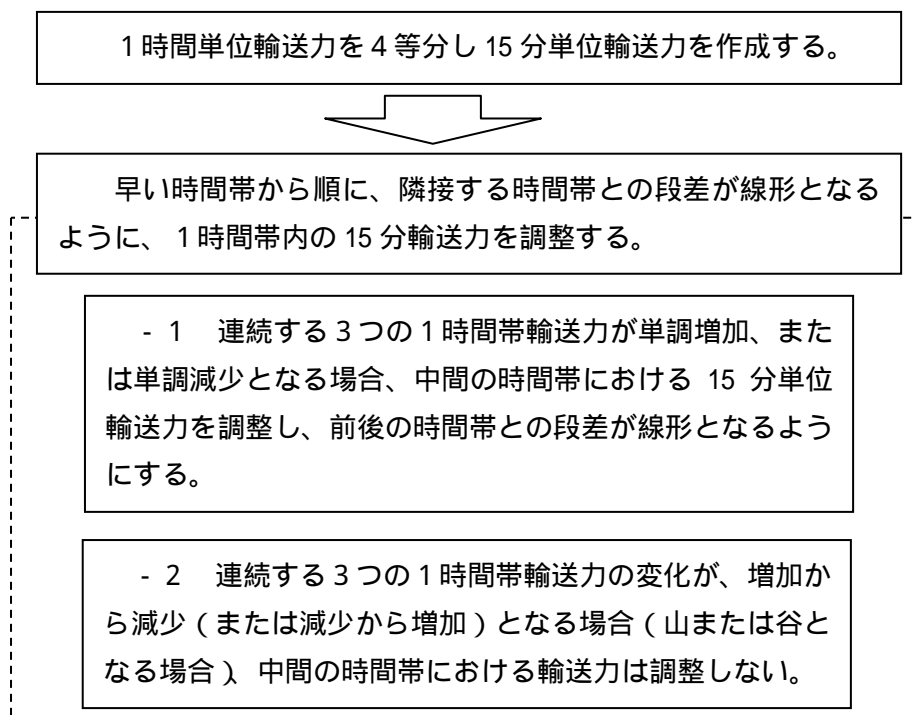 1時間単位輸送力を4等分し 15 分単位輸送力を作成する。
早い時間帯から順に、隣接する時間帯との段差が線形となる
ように、1時間帯内の 15 分輸送力を調整する。
- 1 連続する3つの1時間帯輸送力が単調増加、また
は単調減少となる場合、中間の時間帯における 15 分単位
輸送力を調整し、前後の時間帯との段差が線形となるよう
にする。
- 2 連続する3つの1時間帯輸送力の変化が、増加か
ら減少（または減少から増加）となる場合（山または谷と
なる場合）、中間の時間帯における輸送力は調整しない。